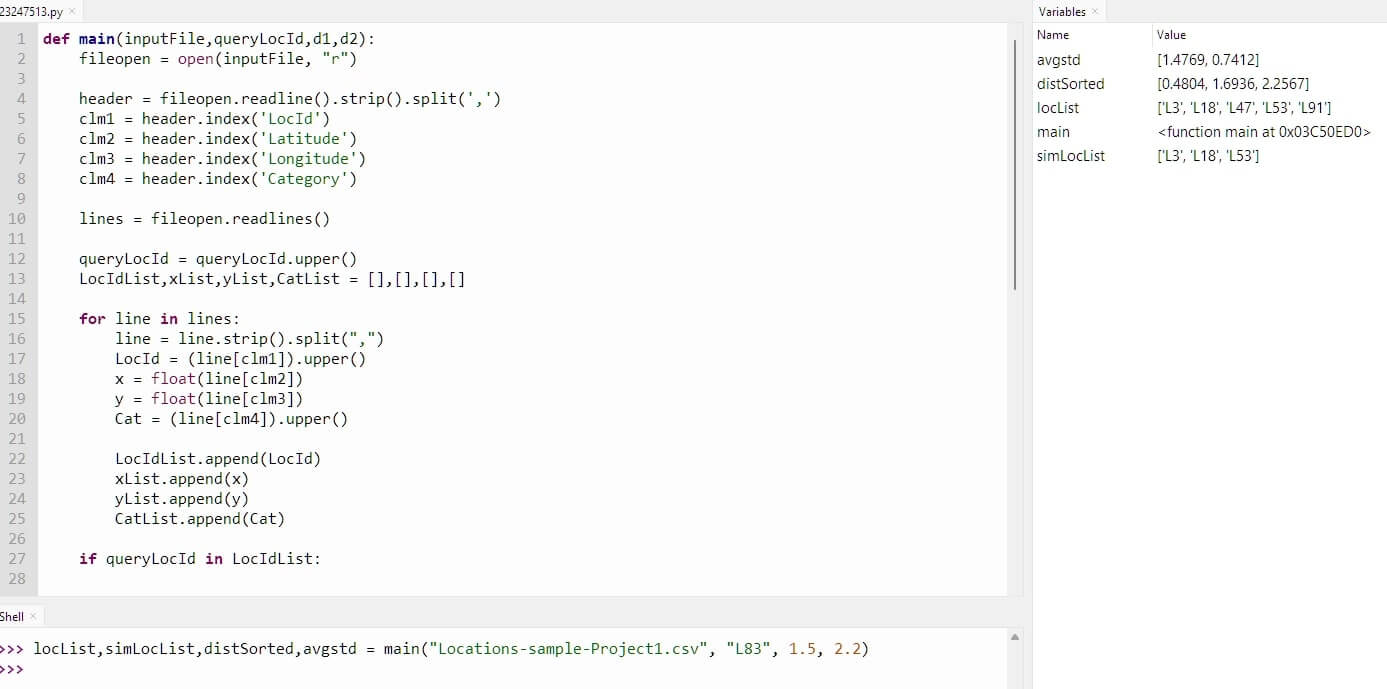 23247513.py ×
1 def main(inputFile,queryLocId,d1,d2):
2     fileopen = open(inputFile, "r")
3
4     header = fileopen.readline().strip().split(',')
5     clm1 = header.index('LocId')
6     clm2 = header.index('Latitude')
7     clm3 = header.index('Longitude')
8     clm4 = header.index('Category')
9
10     lines = fileopen.readlines()
11
12     queryLocId = queryLocId.upper()
13     LocIdList,xList,yList,CatList = [],[],[],[]
14
15     for line in lines:
16         line = line.strip().split(",")
17         LocId = (line[clm1]).upper()
18         x = float(line[clm2])
19         y = float(line[clm3])
20         Cat = (line[clm4]).upper()
21
22         LocIdList.append(LocId)
23         xList.append(x)
24         yList.append(y)
25         CatList.append(Cat)
26
27     if queryLocId in LocIdList:
28
Shell ×
>>> locList,simLocList,distSorted,avgstd = main("Locations-sample-Project1.csv", "L83", 1.5, 2.2)
>>>
Variables ×
Name Value
avgstd [1.4769, 0.7412]
distSorted [0.4804, 1.6936, 2.2567]
locList ['L3', 'L18', 'L47', 'L53', 'L91']
main <function main at 0x03C50ED0>
simLocList ['L3', 'L18', 'L53']